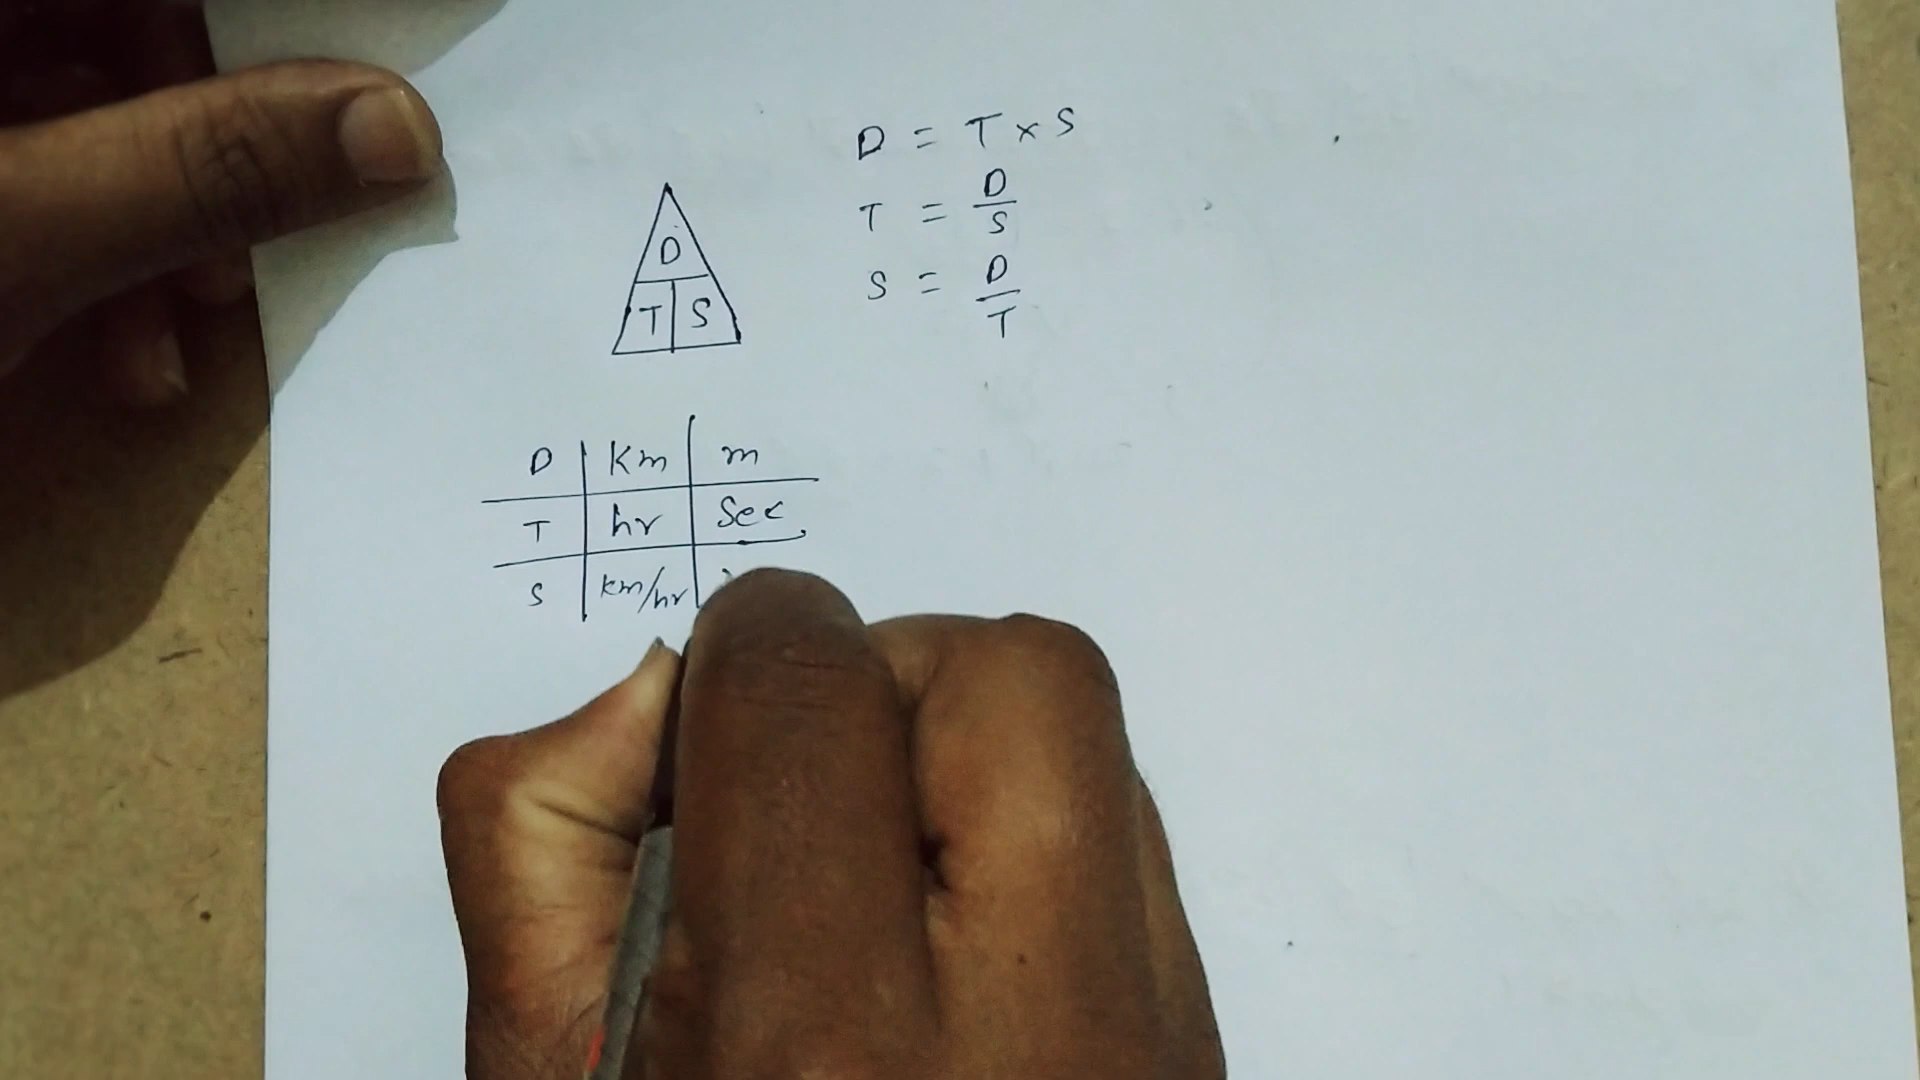 D = T × S
T = D/S
S = D/T
D
T S
D Km m
T hr Sec
S km/hr